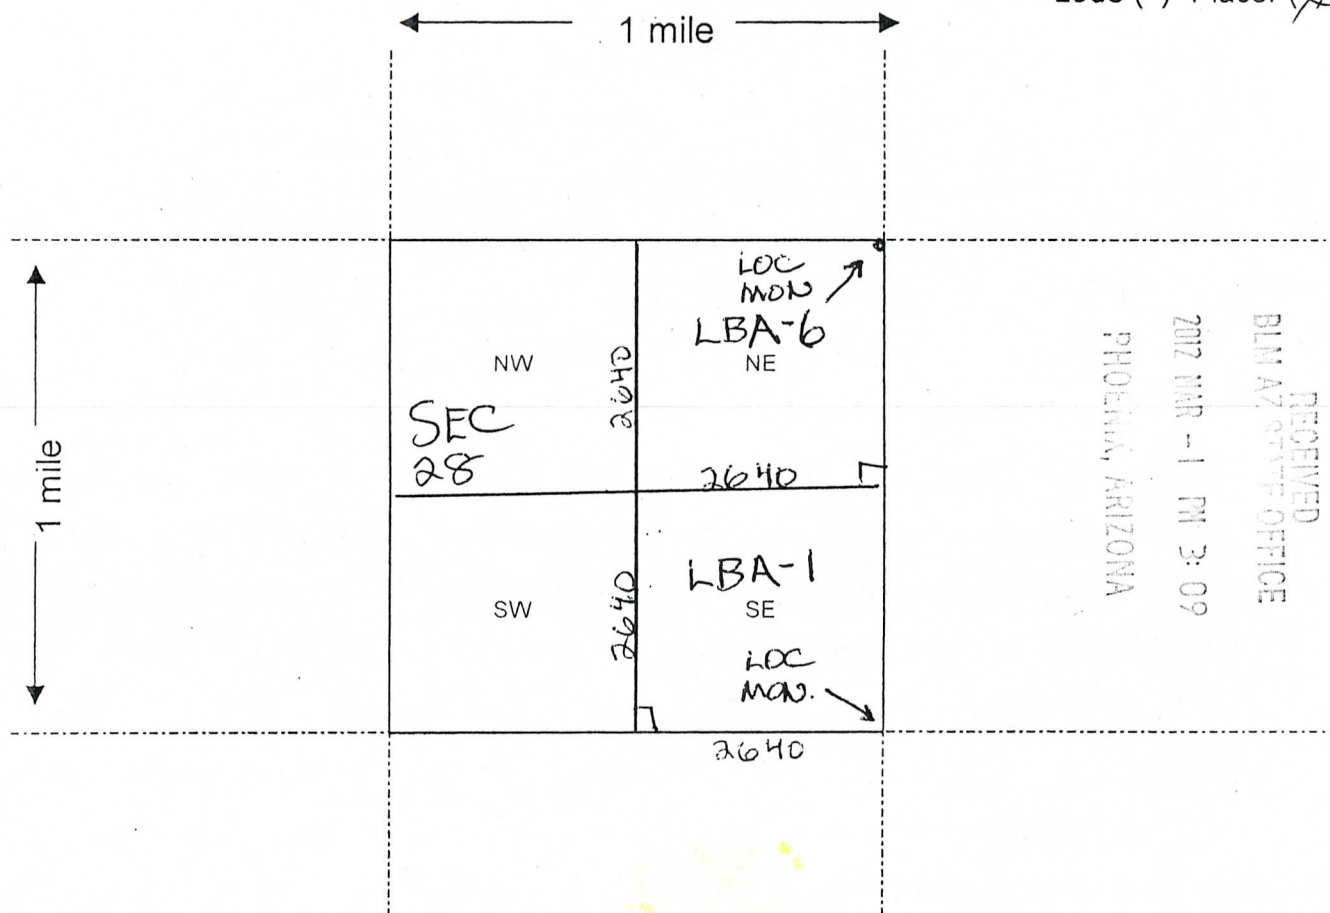 1 mile
LOC
MON
LBA-6
NW
NE
2640
SEC
28
2640
1 mile
LBA-1
SW
SE
2640
LOC
MON.
2640
RECEIVED
BLM AZ STATE OFFICE
2012 MAR -1 PM 3:09
PHOENIX, ARIZONA